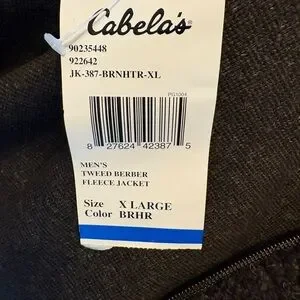 Cabela's
90235448
922642
JK-387-BRNHTR-XL
PG1004
8 27624 42387 5
MEN'S
TWEED BERBER
FLEECE JACKET
Size X LARGE
Color BRHR